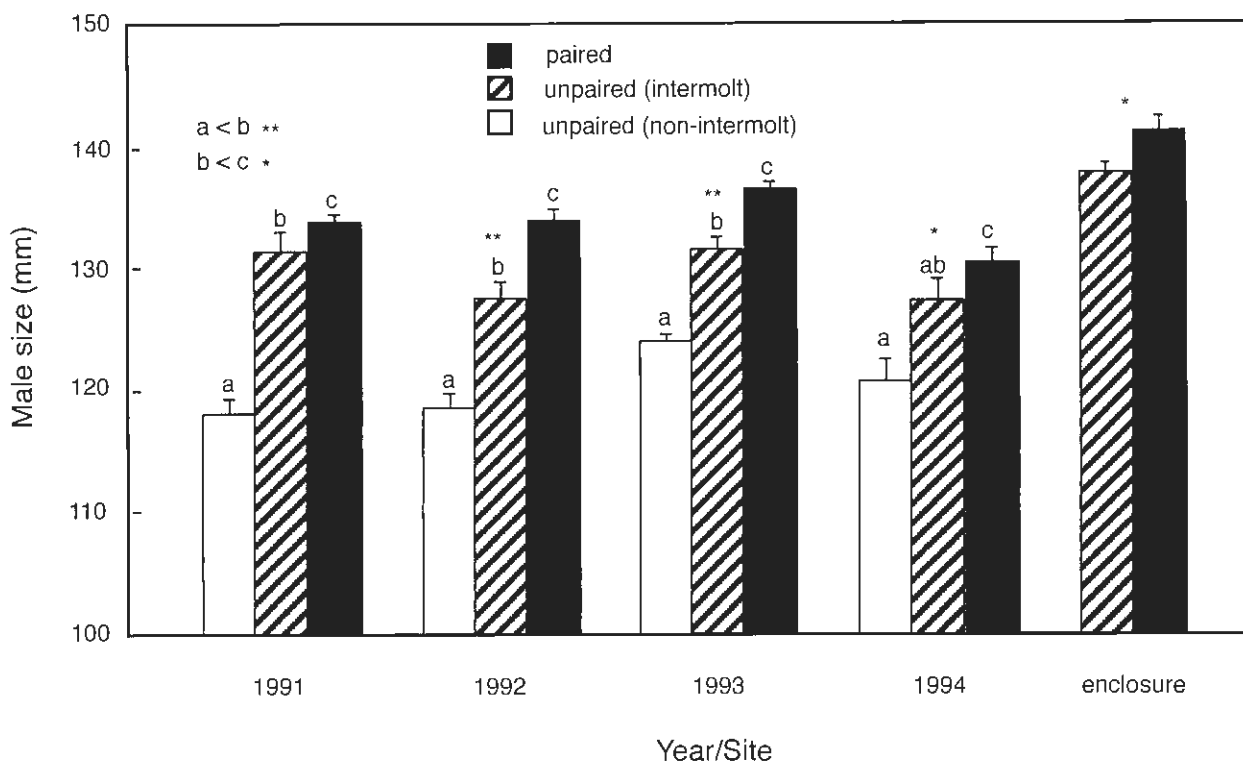 150
140
130
120
110
100
Male size (mm)
paired
unpaired (intermolt)
unpaired (non-intermolt)
a < b **
b < c *
a
b
c
a
**
b
c
a
**
b
c
a
*
ab
c
*
1991
1992
1993
1994
enclosure
Year/Site